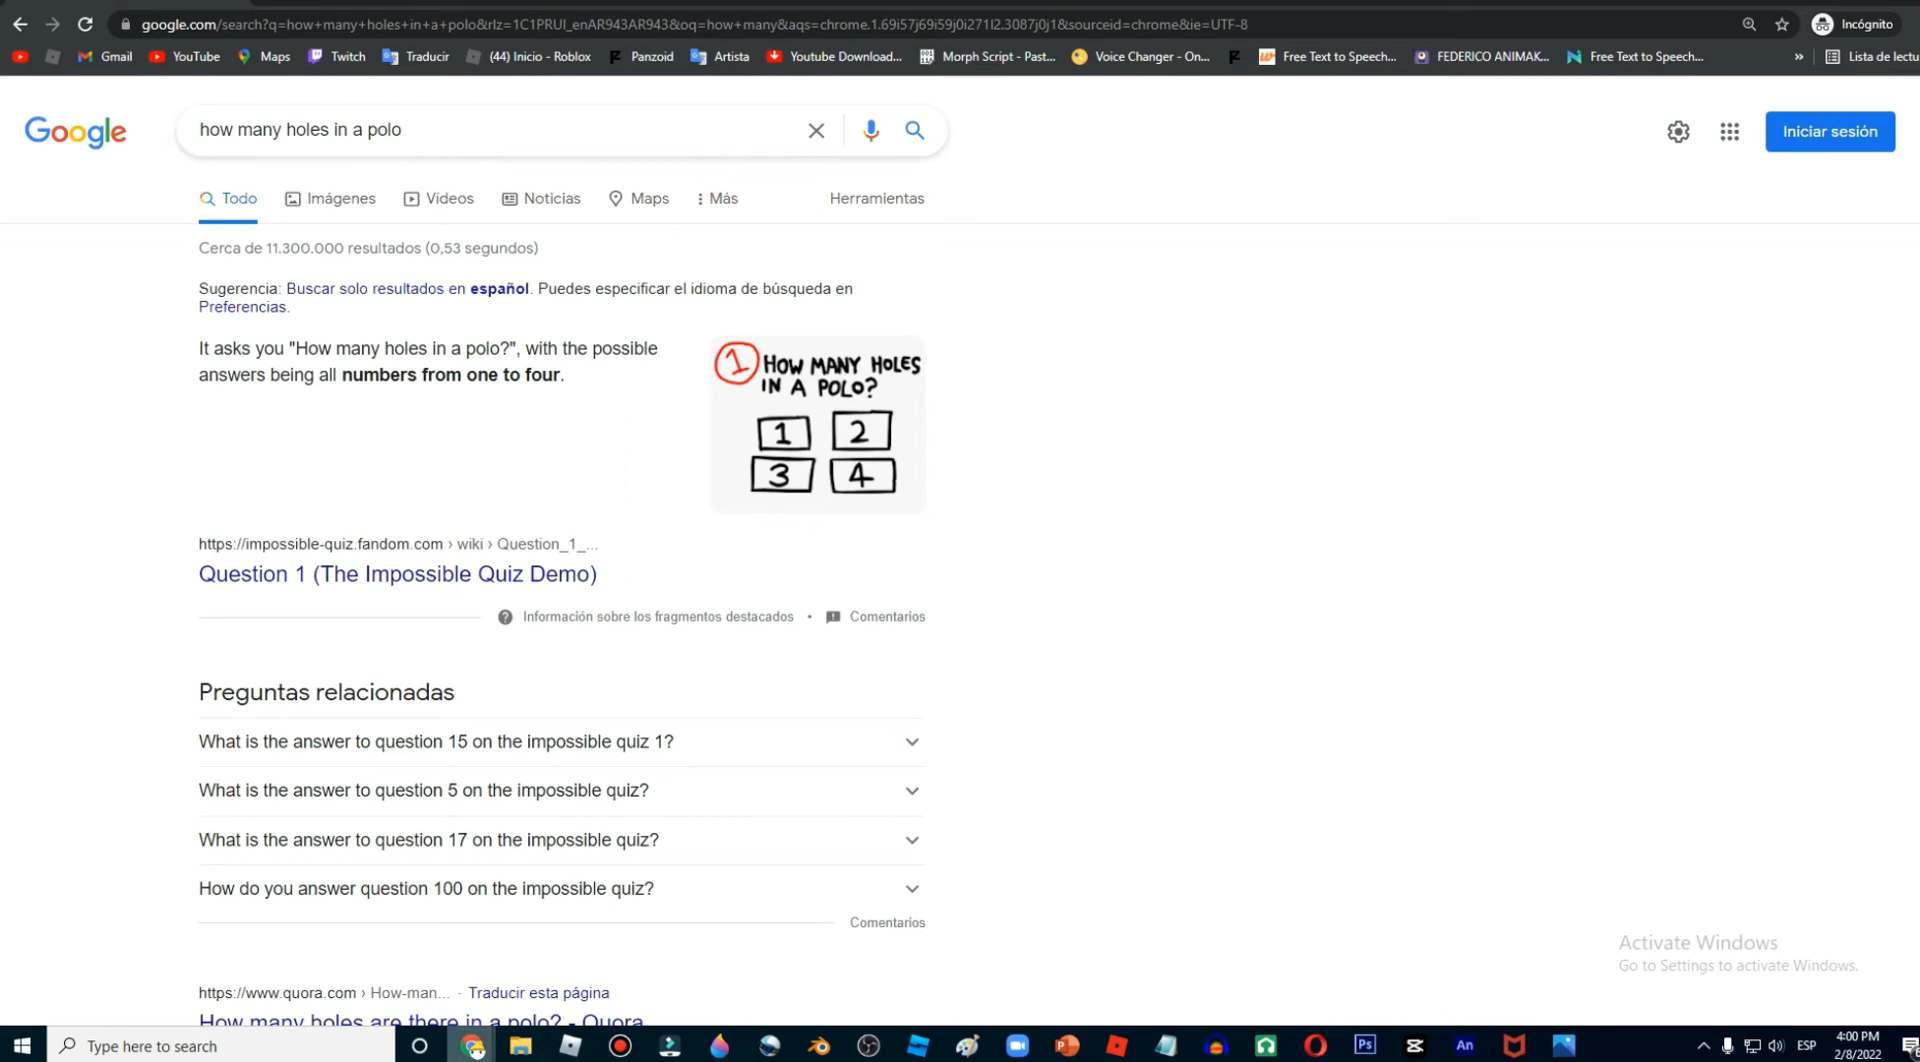 google.com/search?q=how+many+holes+in+a+polo&rlz=1C1PRUI_enAR943AR943&oq=how+many&aqs=chrome.1.69i57j69i59j0i271l2.3087j0j1&sourceid=chrome&ie=UTF-8
Incógnito
Gmail
YouTube
Maps
Twitch
Traducir
(44) Inicio - Roblox
Panzoid
Artista
Youtube Download...
Morph Script - Past...
Voice Changer - On...
Free Text to Speech...
FEDERICO ANIMAK...
Free Text to Speech...
»
Lista de lectu
Google
how many holes in a polo
Iniciar sesión
Todo
Imágenes
Vídeos
Noticias
Maps
Más
Herramientas
Cerca de 11.300.000 resultados (0,53 segundos)
Sugerencia: Buscar solo resultados en español. Puedes especificar el idioma de búsqueda en
Preferencias.
It asks you "How many holes in a polo?", with the possible
answers being all numbers from one to four.
1 HOW MANY HOLES
IN A POLO?
1 2
3 4
https://impossible-quiz.fandom.com › wiki › Question_1_...
Question 1 (The Impossible Quiz Demo)
Información sobre los fragmentos destacados • Comentarios
Preguntas relacionadas
What is the answer to question 15 on the impossible quiz 1?
What is the answer to question 5 on the impossible quiz?
What is the answer to question 17 on the impossible quiz?
How do you answer question 100 on the impossible quiz?
Comentarios
Activate Windows
Go to Settings to activate Windows.
https://www.quora.com › How-man... · Traducir esta página
How many holes are there in a polo? - Quora
Type here to search
Ps
An
ESP
4:00 PM
2/8/2022